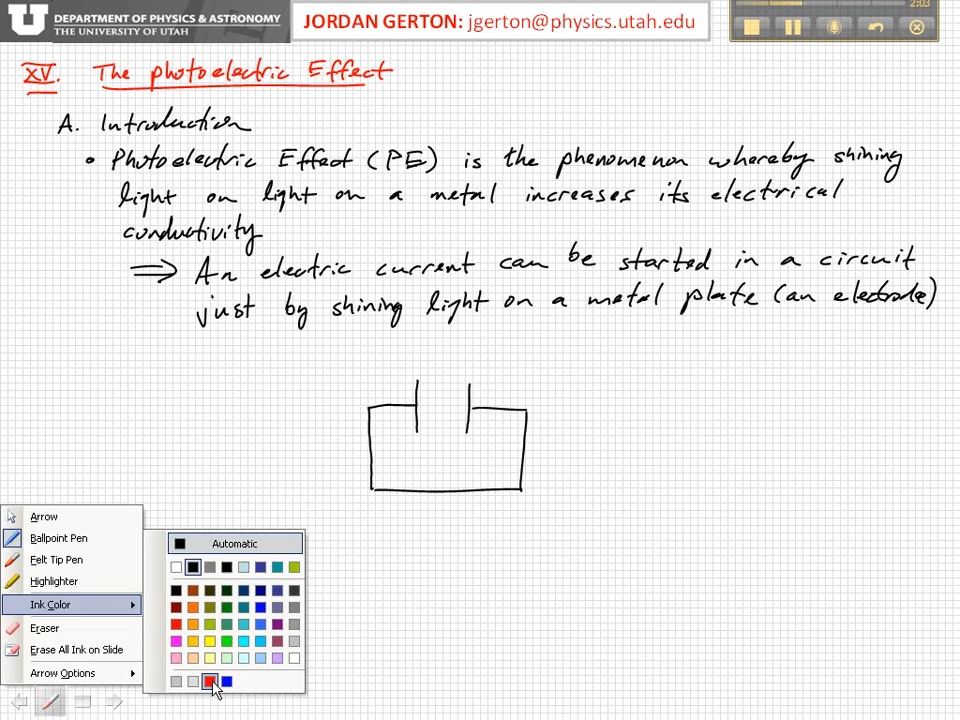 DEPARTMENT OF PHYSICS & ASTRONOMY
THE UNIVERSITY OF UTAH
JORDAN GERTON: jgerton@physics.utah.edu
2:03
XV. The photoelectric Effect
A. Introduction
• Photoelectric Effect (PE) is the phenomenon whereby shining
light on light on a metal increases its electrical
conductivity
⇒ An electric current can be started in a circuit
just by shining light on a metal plate (an electrode)
Arrow
Ballpoint Pen
Felt Tip Pen
Highlighter
Ink Color
Eraser
Erase All Ink on Slide
Arrow Options
Automatic